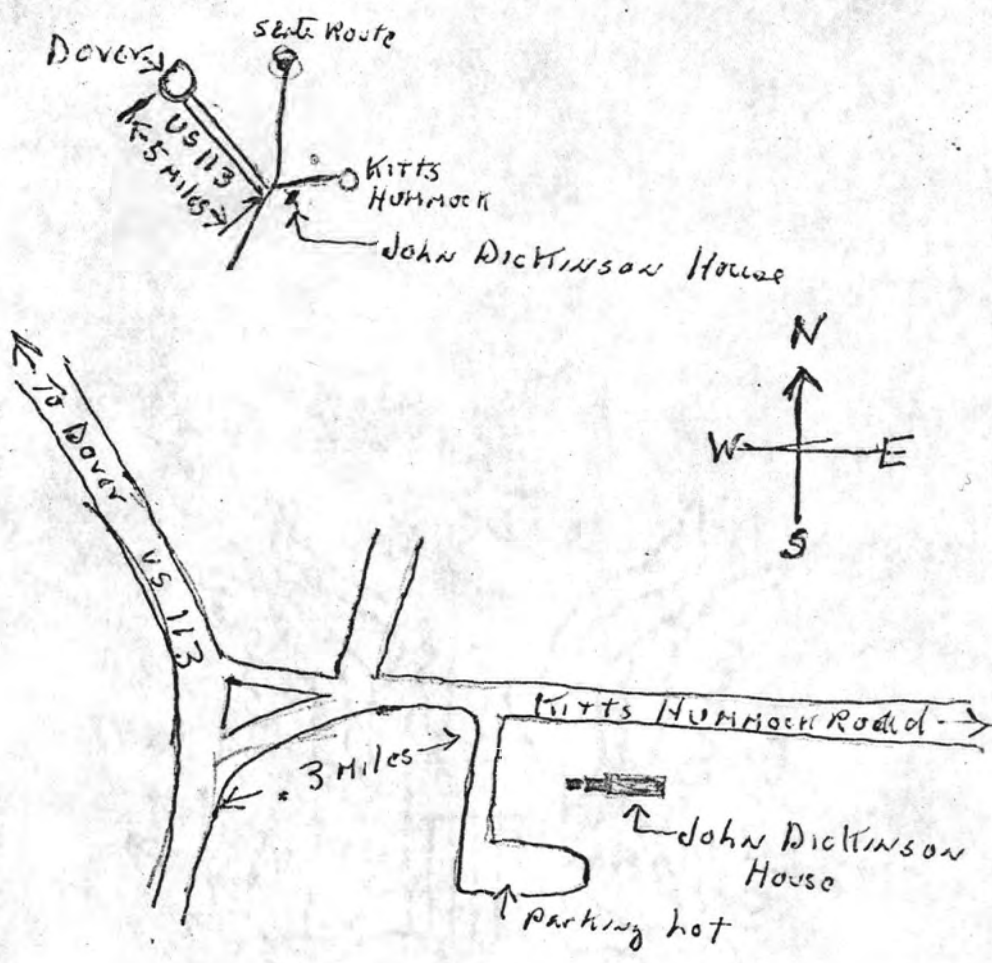 State Route
Dover
US 113
5 Miles
Kitts
Hummock
John Dickinson House
N
W E
S
To Dover US 113
Kitts Hummock Road
. 3 Miles
John Dickinson
House
Parking Lot